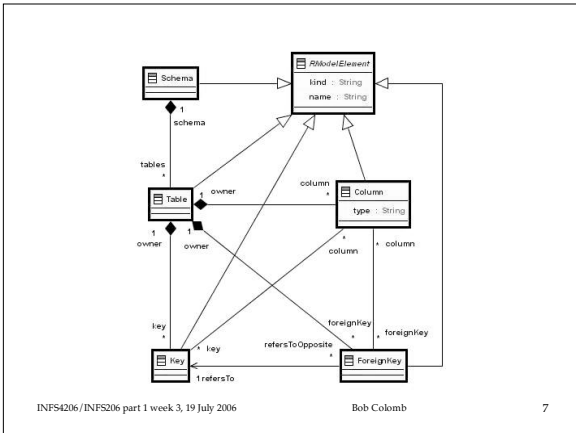 RModelElement
Schema
kind : String
name : String
1
schema
tables
*
column
1 owner
*
Column
Table
type : String
1
1
owner
owner
*
column
* column
key
foreignKey
*
* key
refersToOpposite
*
* foreignKey
*
Key
ForeignKey
1 refersTo
INFS4206/INFS206 part 1 week 3, 19 July 2006
Bob Colomb
7